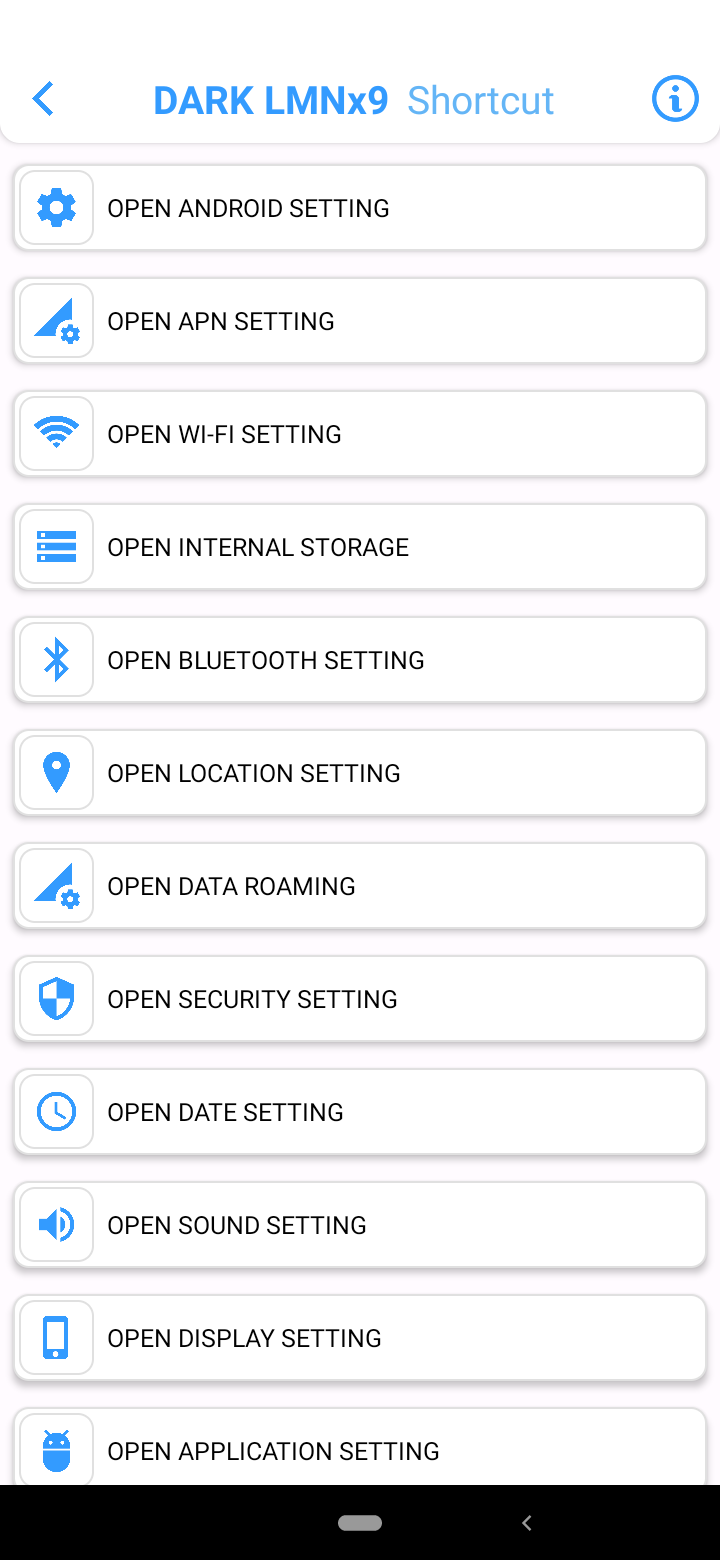 DARK LMNx9 Shortcut
OPEN ANDROID SETTING
OPEN APN SETTING
OPEN WI-FI SETTING
OPEN INTERNAL STORAGE
OPEN BLUETOOTH SETTING
OPEN LOCATION SETTING
OPEN DATA ROAMING
OPEN SECURITY SETTING
OPEN DATE SETTING
OPEN SOUND SETTING
OPEN DISPLAY SETTING
OPEN APPLICATION SETTING